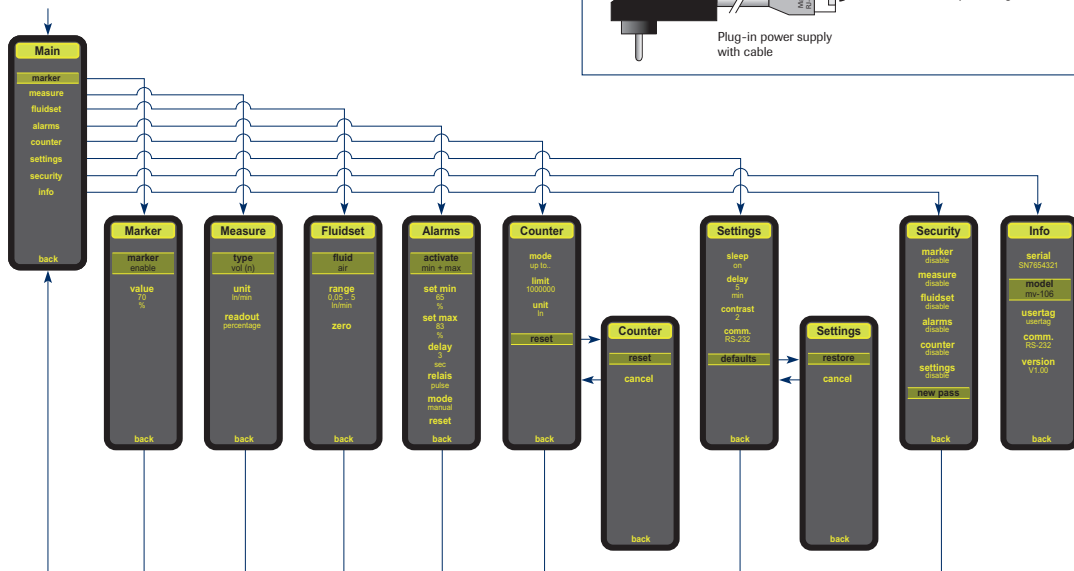 Plug-in power supply
with cable
Main
marker
measure
fluidset
alarms
counter
settings
security
info
back
Marker
marker
enable
value
70
%
back
Measure
type
vol (n)
unit
ln/min
readout
percentage
back
Fluidset
fluid
air
range
0,05 .. 5
ln/min
zero
back
Alarms
activate
min + max
set min
65
%
set max
83
%
delay
3
sec
relais
pulse
mode
manual
reset
back
Counter
mode
up to..
limit
1000000
unit
ln
reset
back
Counter
reset
cancel
back
Settings
sleep
on
delay
5
min
contrast
2
comm.
RS-232
defaults
back
Settings
restore
cancel
back
Security
marker
disable
measure
disable
fluidset
disable
alarms
disable
counter
disable
settings
disable
new pass
back
Info
serial
SN7654321
model
mv-106
usertag
usertag
comm.
RS-232
version
V1.00
back